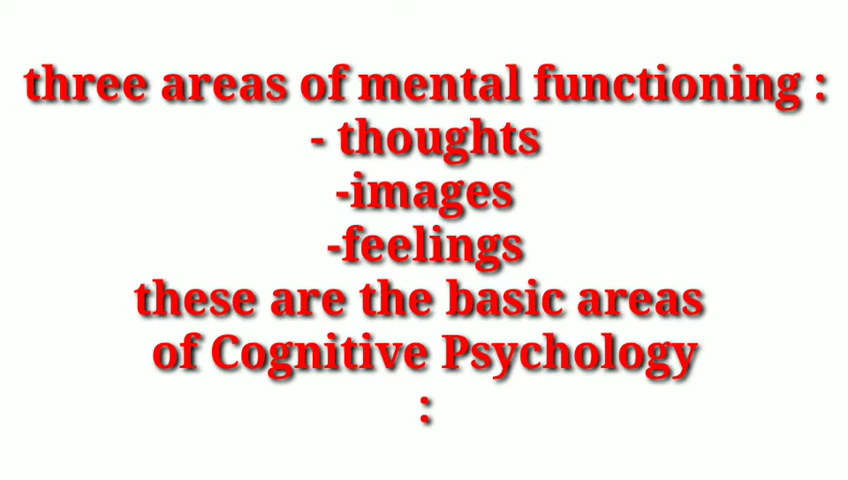 three areas of mental functioning :
- thoughts
-images
-feelings
these are the basic areas
of Cognitive Psychology
: